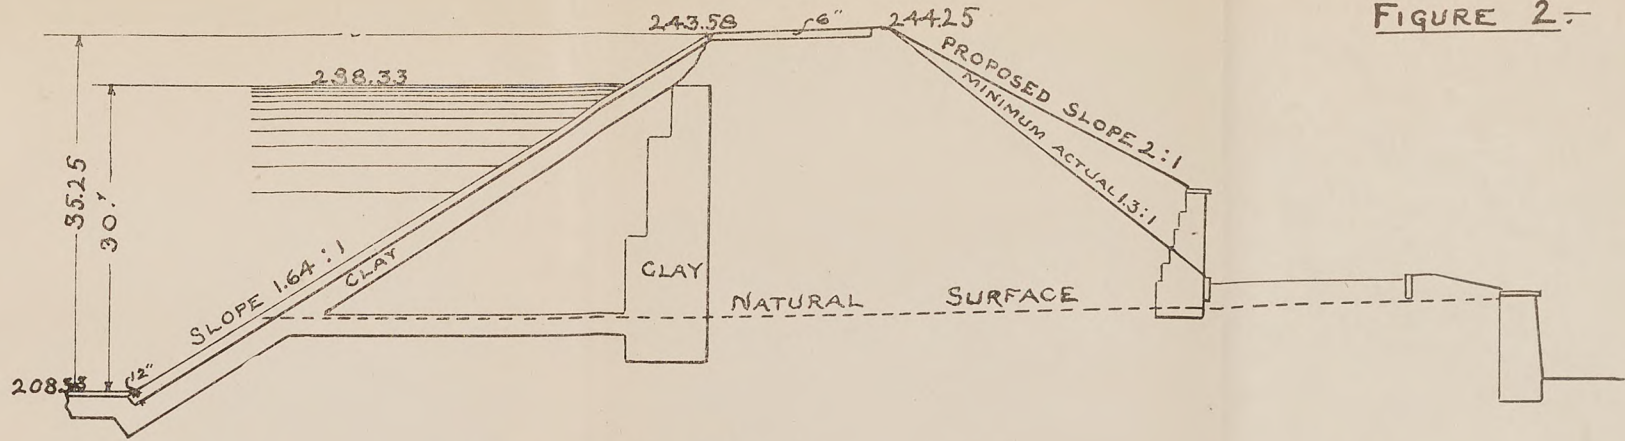 FIGURE 2.-
243.58
6"
244.25
PROPOSED SLOPE 2:1
MINIMUM ACTUAL 1.3:1
238.33
35.25
30.'
SLOPE 1.64:1
CLAY
CLAY
NATURAL SURFACE
12"
208.33